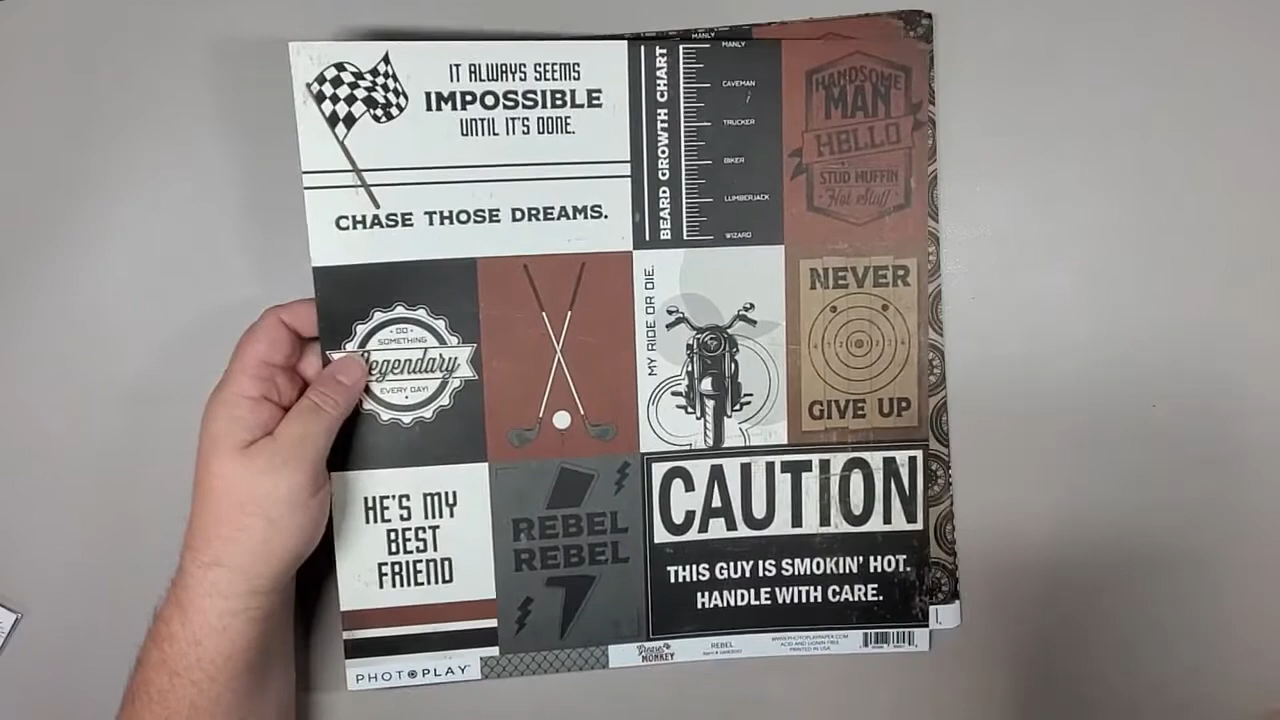 IT ALWAYS SEEMS
IMPOSSIBLE
UNTIL IT'S DONE.
CHASE THOSE DREAMS.
BEARD GROWTH CHART
MANLY
MANLY
CAVEMAN
TRUCKER
BIKER
LUMBERJACK
WIZARD
HANDSOME
MAN
HELLO
STUD MUFFIN
Hot Stuff
DO
SOMETHING
Legendary
EVERY DAY!
MY RIDE OR DIE.
NEVER
GIVE UP
HE'S MY
BEST
FRIEND
REBEL
REBEL
CAUTION
THIS GUY IS SMOKIN' HOT.
HANDLE WITH CARE.
PHOTOPLAY
MONKEY
REBEL
WWW.PHOTOPLAYPAPER.COM
ACID AND LIGNIN FREE
PRINTED IN USA